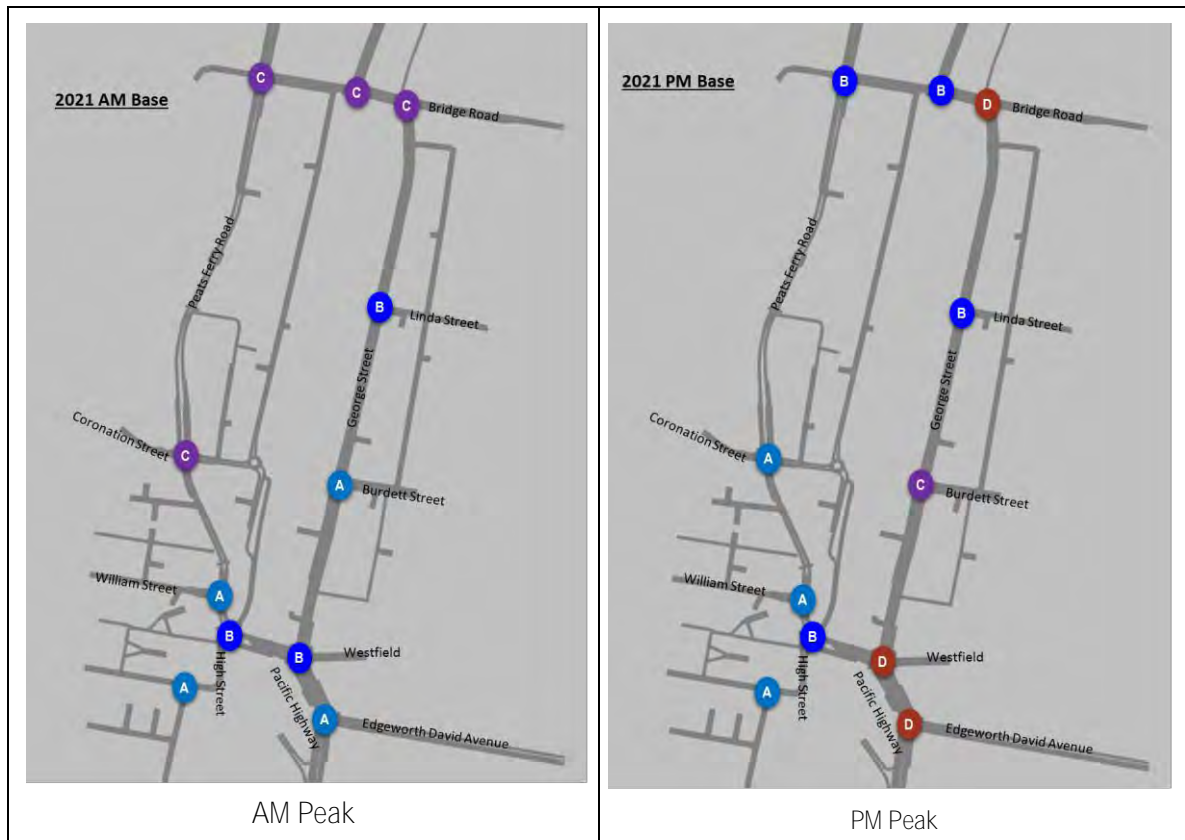 2021 AM Base
C
C
C
Bridge Road
Peats Ferry Road
B
Linda Street
George Street
Coronation Street
C
A
Burdett Street
William Street
A
B
B
Westfield
High Street
A
Pacific Highway
A
Edgeworth David Avenue
AM Peak
2021 PM Base
B
B
D
Bridge Road
Peats Ferry Road
B
Linda Street
George Street
Coronation Street
A
C
Burdett Street
William Street
A
B
D
Westfield
High Street
A
Pacific Highway
D
Edgeworth David Avenue
PM Peak